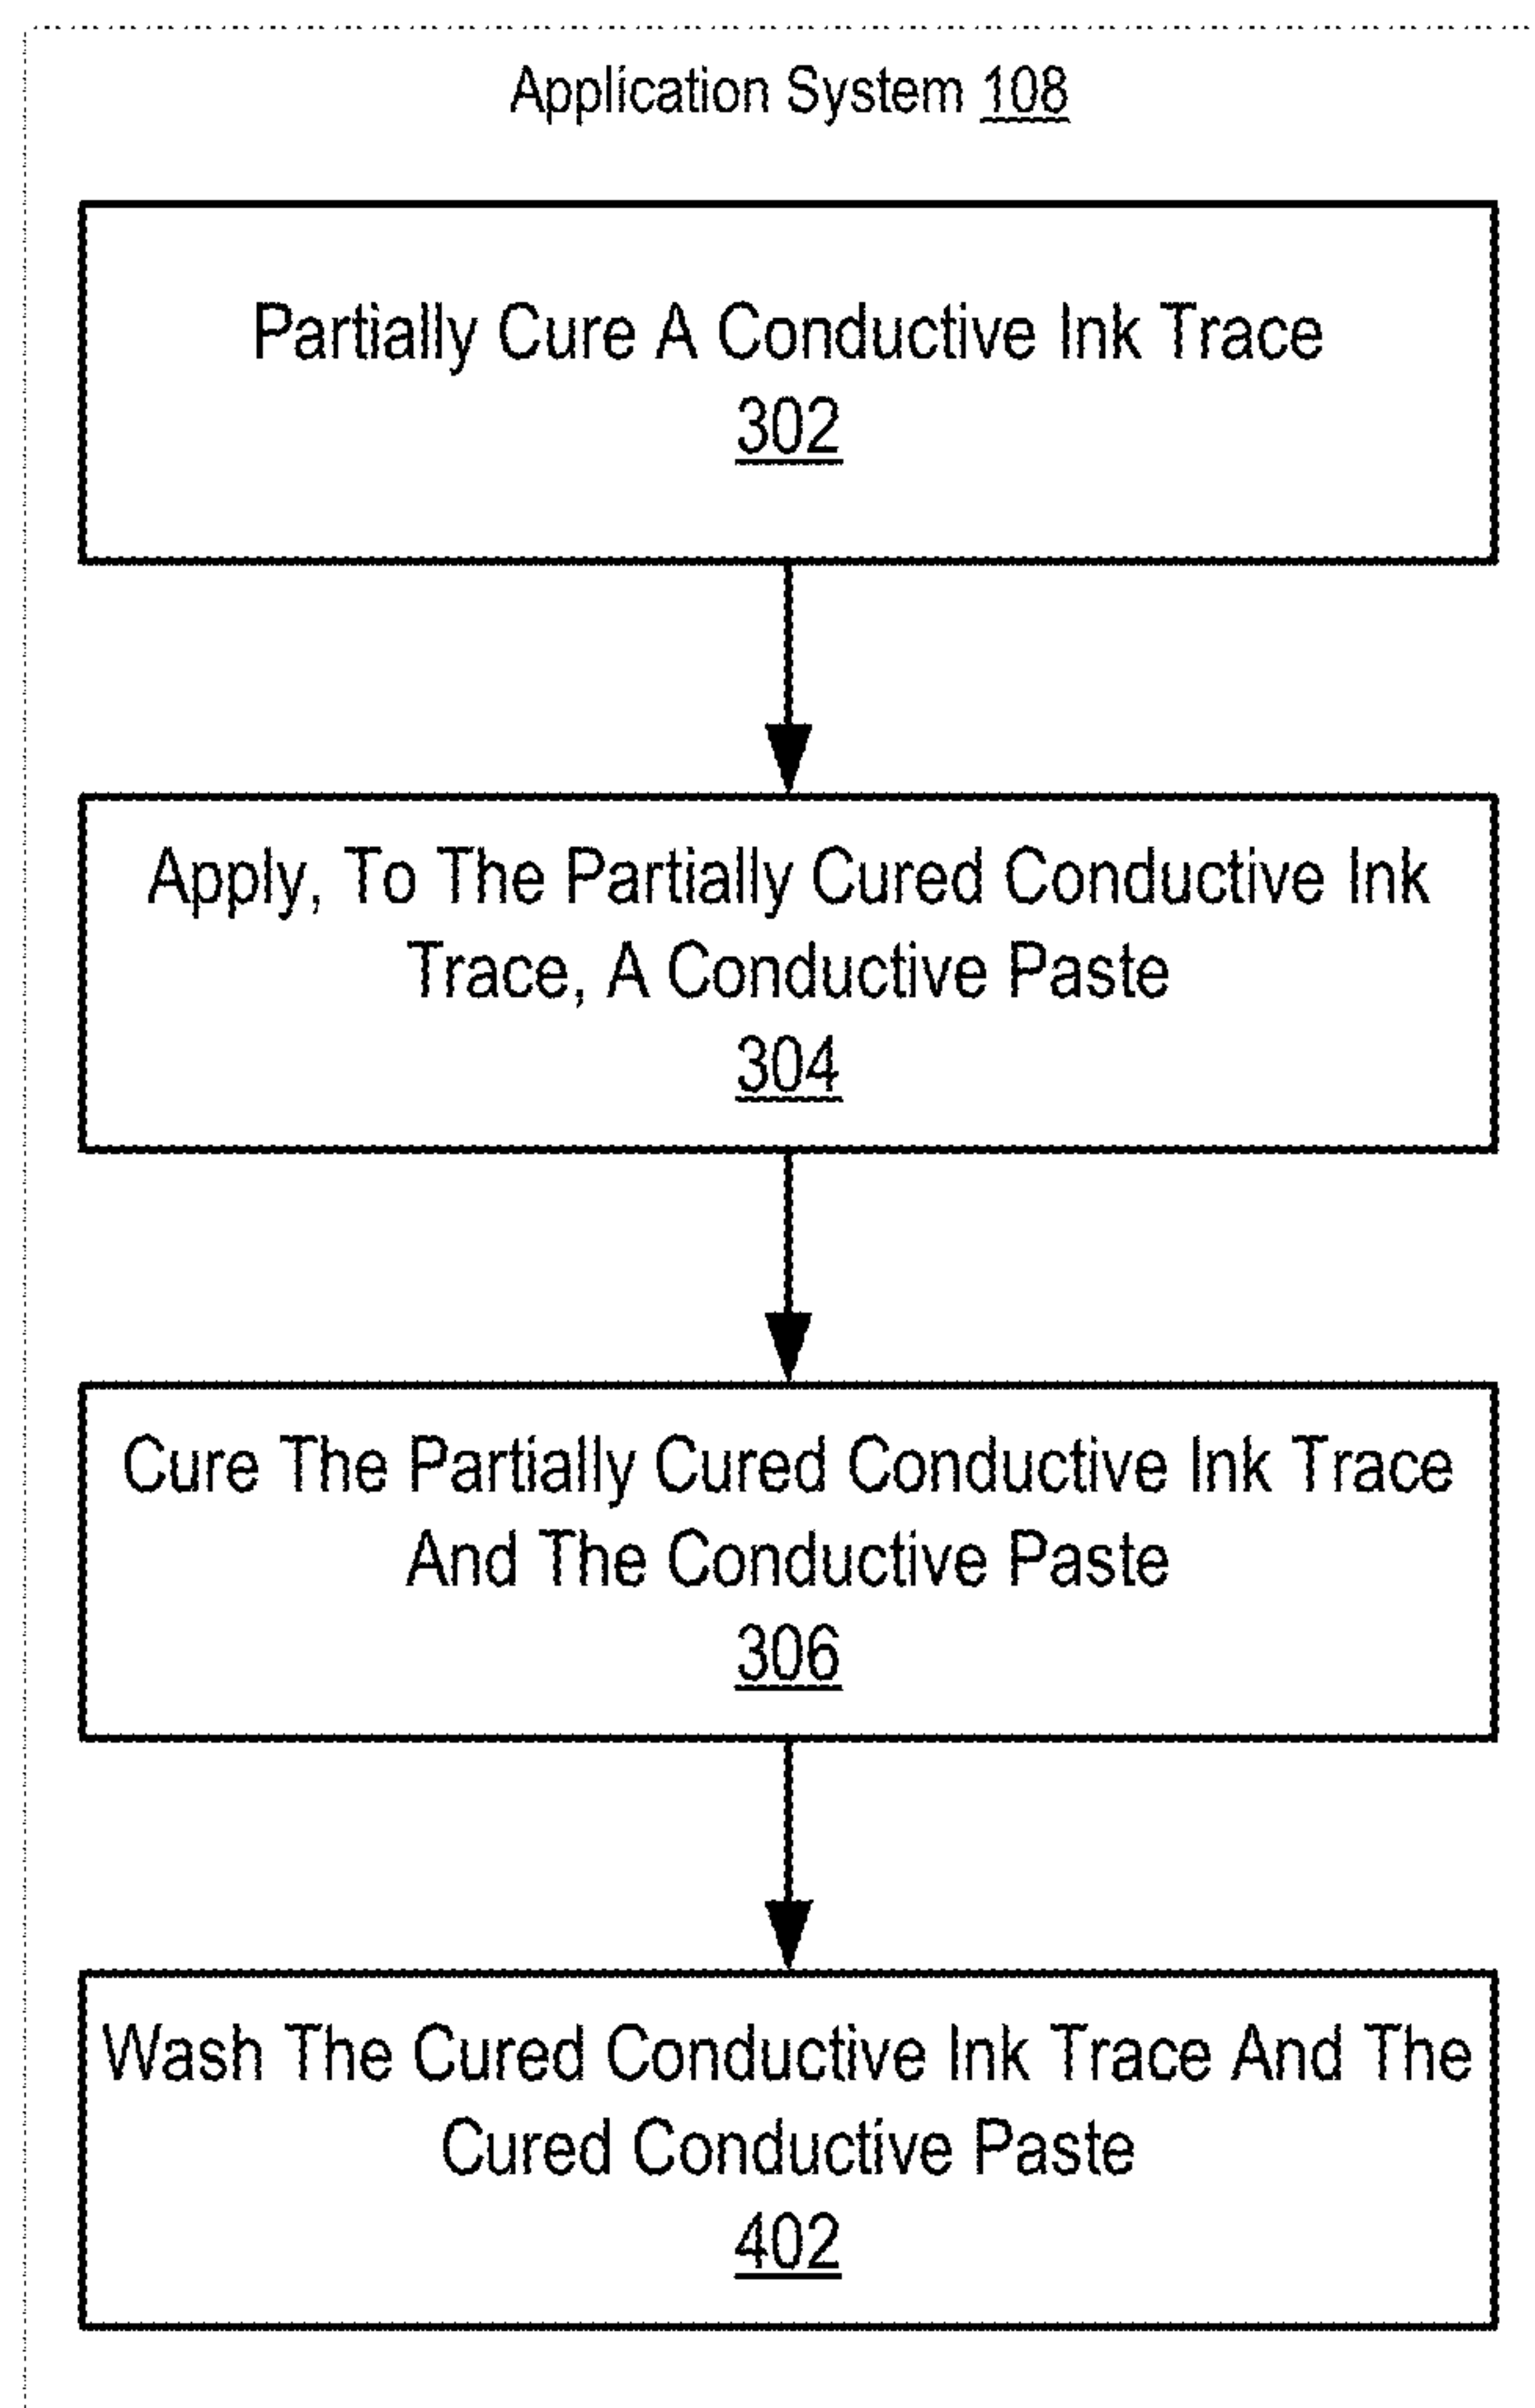 Application System 108
Partially Cure A Conductive Ink Trace
302
Apply, To The Partially Cured Conductive Ink
Trace, A Conductive Paste
304
Cure The Partially Cured Conductive Ink Trace
And The Conductive Paste
306
Wash The Cured Conductive Ink Trace And The
Cured Conductive Paste
402